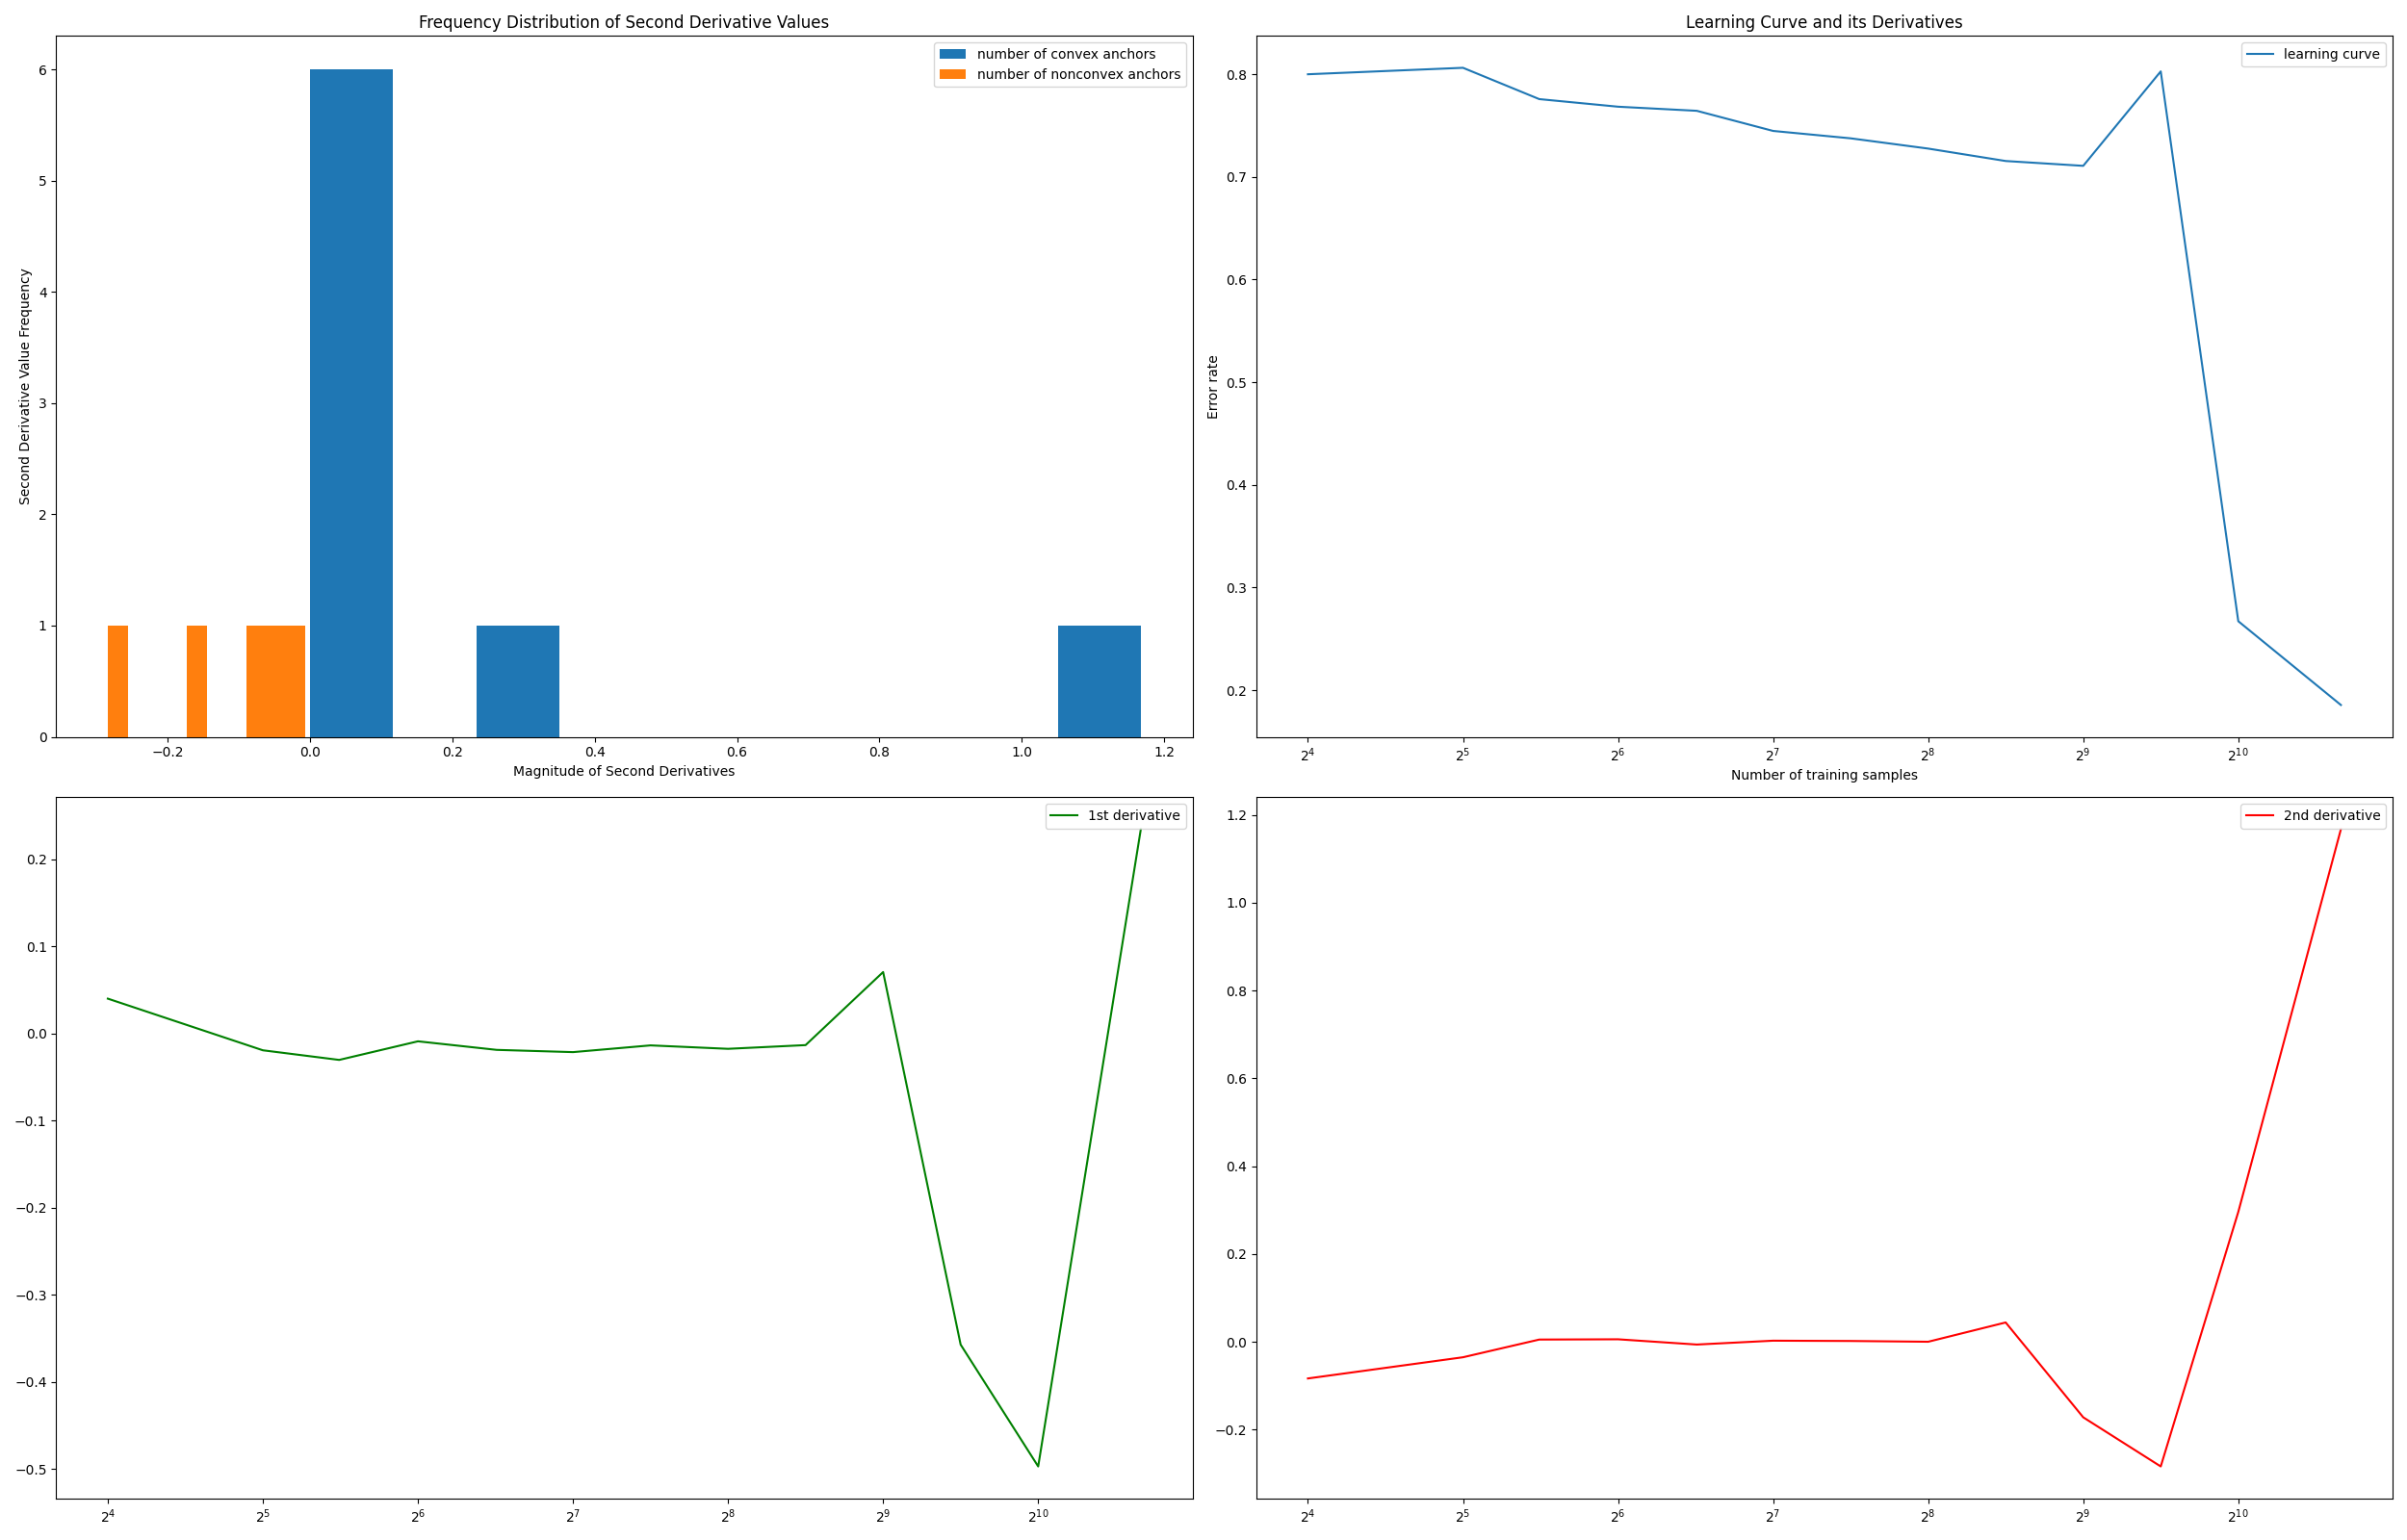 Frequency Distribution of Second Derivative Values
number of convex anchors
number of nonconvex anchors
Second Derivative Value Frequency
6
5
4
3
2
1
0
−0.2 0.0 0.2 0.4 0.6 0.8 1.0 1.2
Magnitude of Second Derivatives
Learning Curve and its Derivatives
learning curve
Error rate
0.8
0.7
0.6
0.5
0.4
0.3
0.2
2⁴ 2⁵ 2⁶ 2⁷ 2⁸ 2⁹ 2¹⁰
Number of training samples
1st derivative
0.2
0.1
0.0
−0.1
−0.2
−0.3
−0.4
−0.5
2⁴ 2⁵ 2⁶ 2⁷ 2⁸ 2⁹ 2¹⁰
2nd derivative
1.2
1.0
0.8
0.6
0.4
0.2
0.0
−0.2
2⁴ 2⁵ 2⁶ 2⁷ 2⁸ 2⁹ 2¹⁰